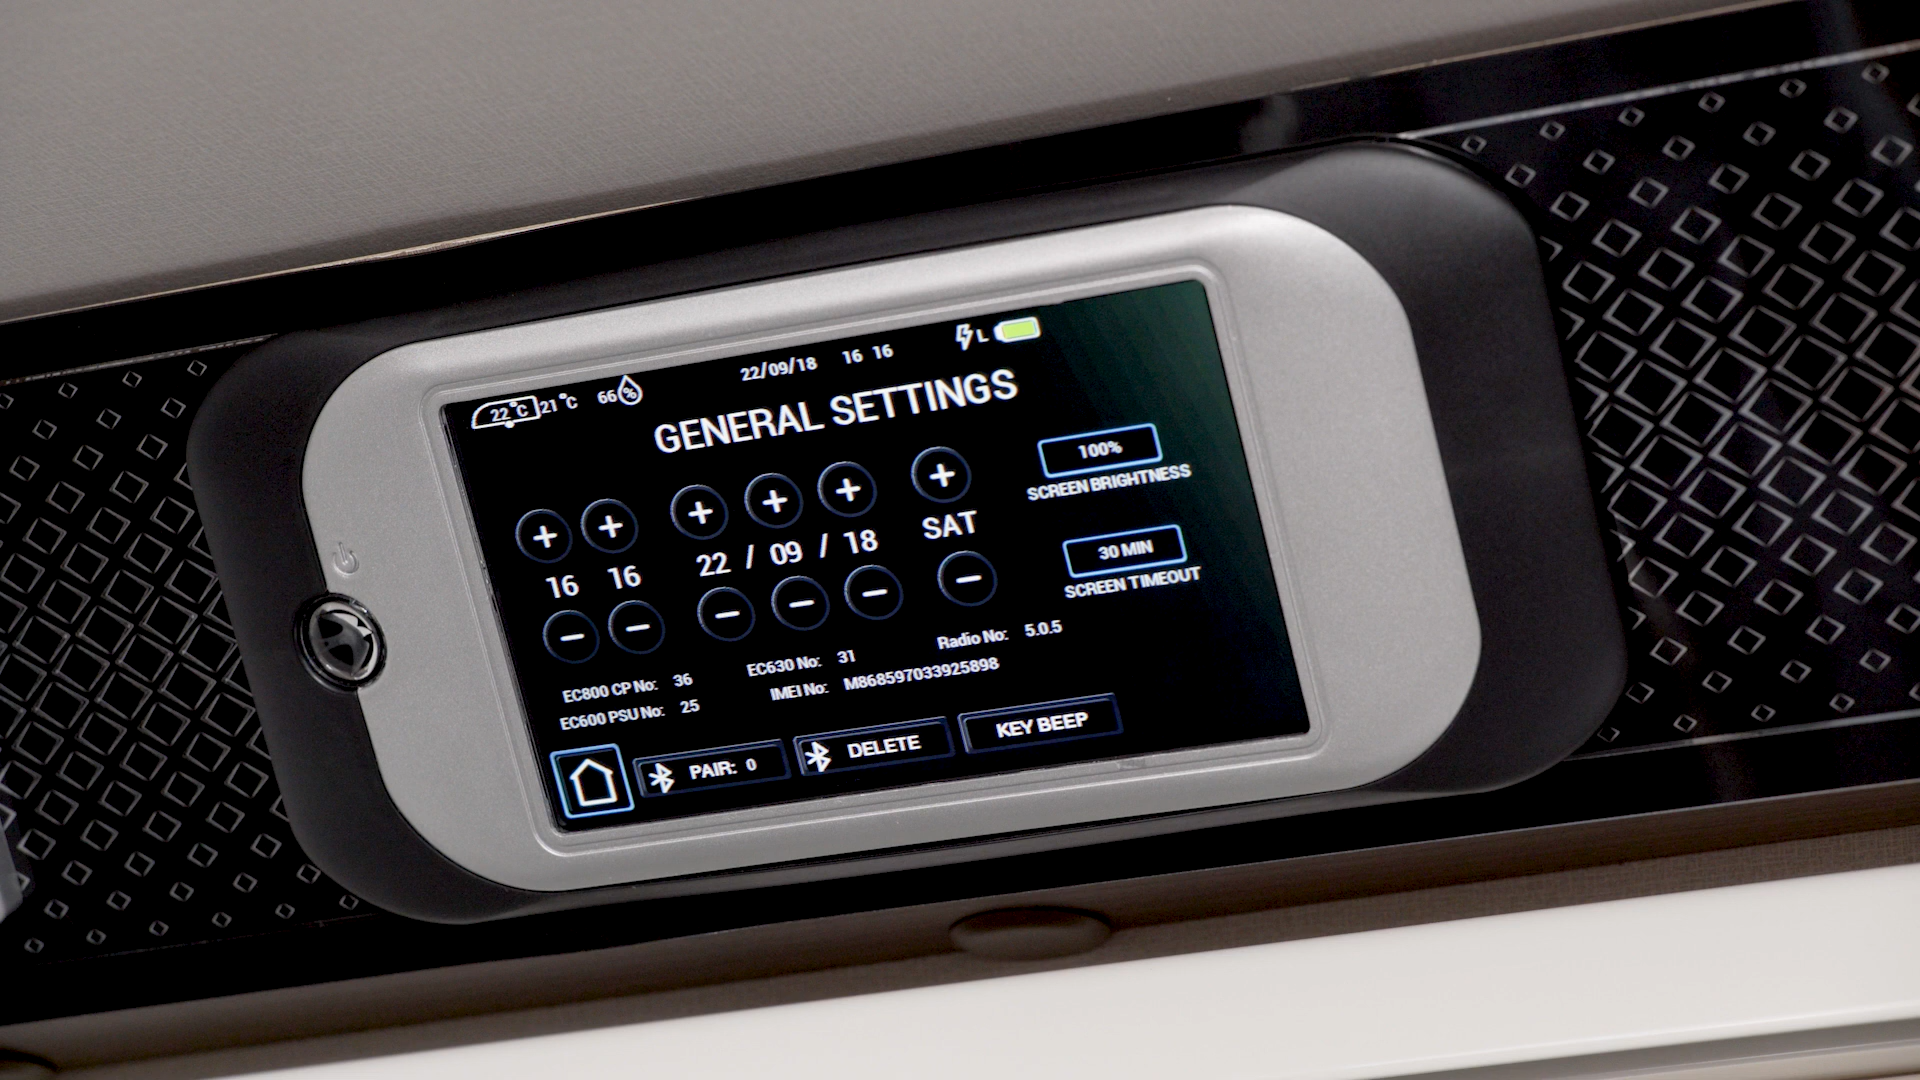 22°C 21°C 66% 22/09/18 16 16 L
GENERAL SETTINGS
+ + + + + +
100%
SCREEN BRIGHTNESS
16 16 22 / 09 / 18 SAT
- - - - - -
30 MIN
SCREEN TIMEOUT
EC800 CP No: 36 EC630 No: 31 Radio No: 5.0.5
EC600 PSU No: 25 IMEI No: M868597033925898
PAIR: 0 DELETE KEY BEEP